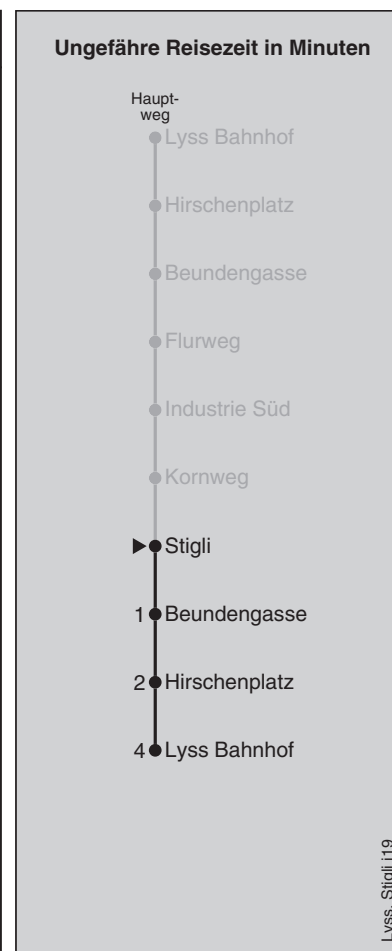 Ungefähre Reisezeit in Minuten
Haupt-
weg
Lyss Bahnhof
Hirschenplatz
Beundengasse
Flurweg
Industrie Süd
Kornweg
Stigli
1 Beundengasse
2 Hirschenplatz
4 Lyss Bahnhof
Lyss, Stigli j19